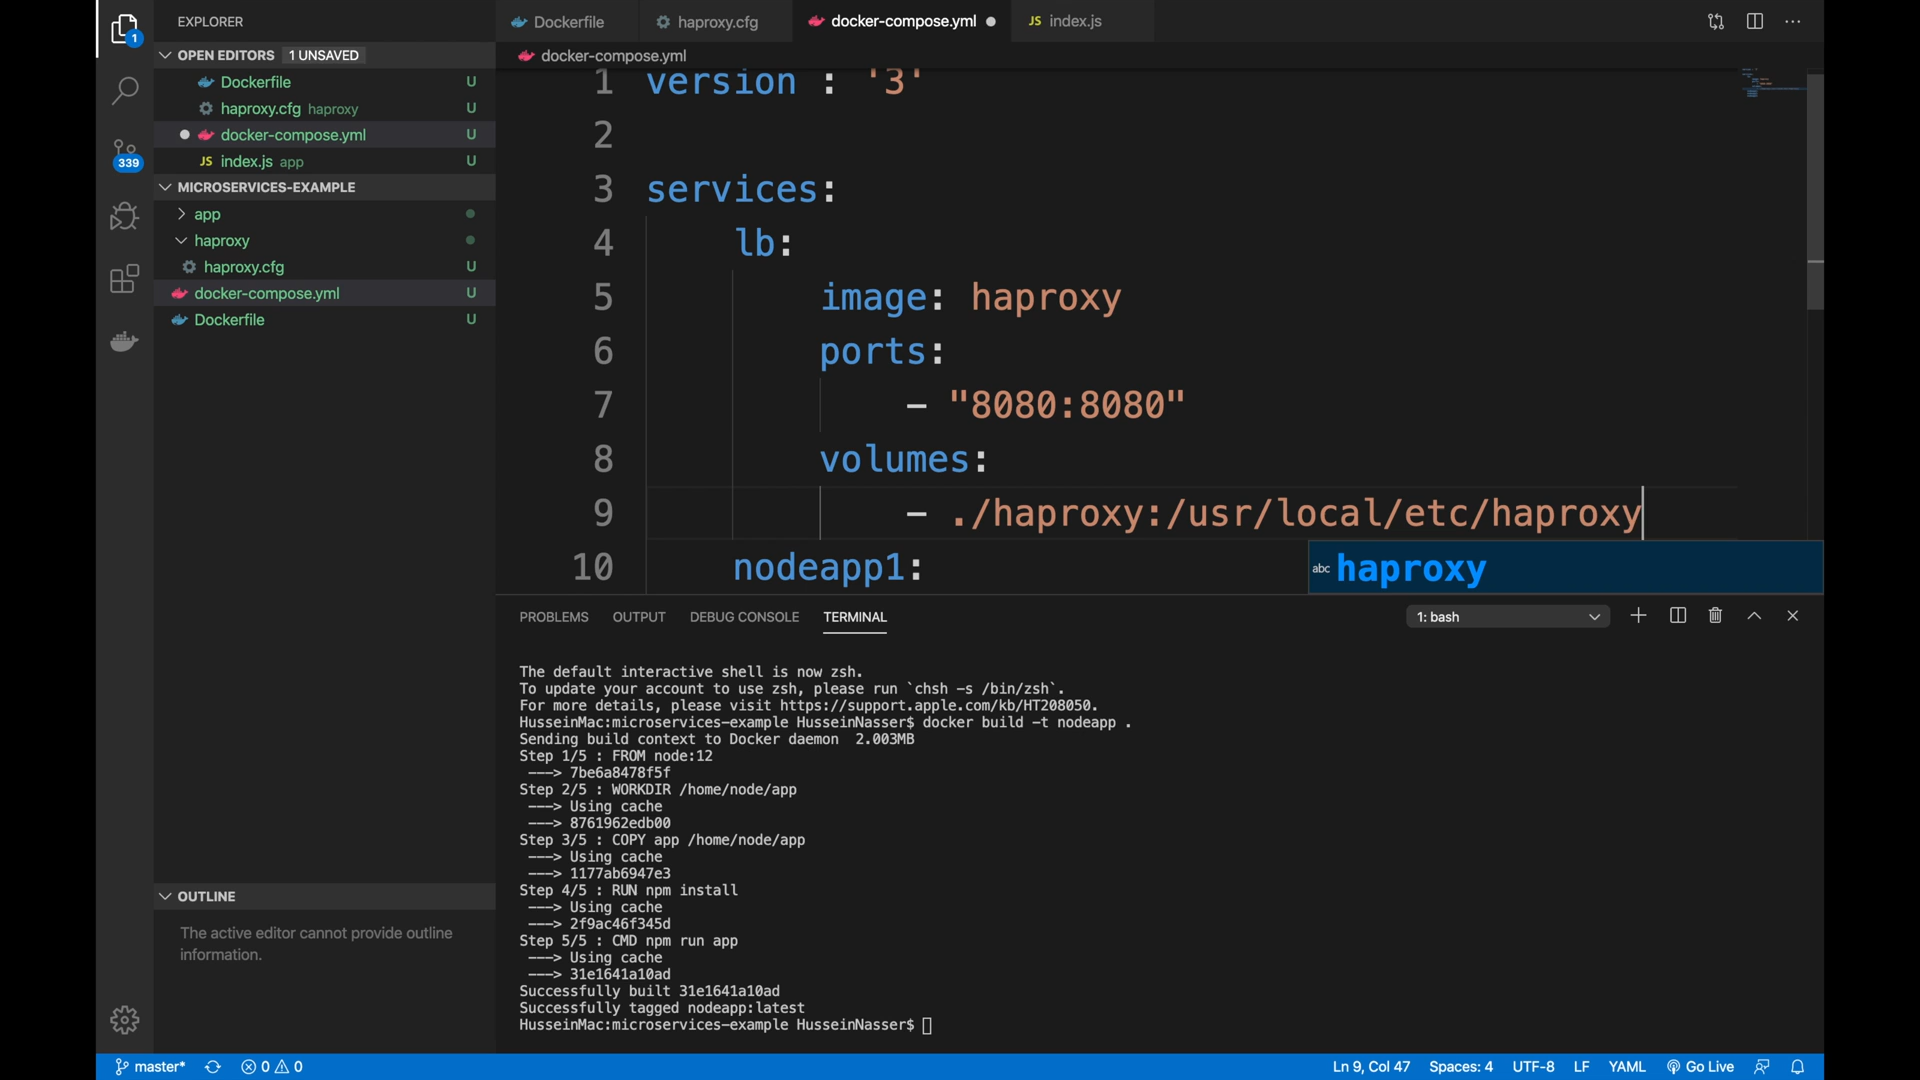 EXPLORER
OPEN EDITORS 1 UNSAVED
Dockerfile U
haproxy.cfg haproxy U
docker-compose.yml U
JS index.js app U
MICROSERVICES-EXAMPLE
app
haproxy
haproxy.cfg U
docker-compose.yml U
Dockerfile U
1
339
OUTLINE
The active editor cannot provide outline
information.
Dockerfile haproxy.cfg docker-compose.yml JS index.js
docker-compose.yml
1 version : '3'
2
3 services:
4 lb:
5 image: haproxy
6 ports:
7 - "8080:8080"
8 volumes:
9 - ./haproxy:/usr/local/etc/haproxy
10 nodeapp1:
abc haproxy
PROBLEMS OUTPUT DEBUG CONSOLE TERMINAL 1: bash
The default interactive shell is now zsh.
To update your account to use zsh, please run `chsh -s /bin/zsh`.
For more details, please visit https://support.apple.com/kb/HT208050.
HusseinMac:microservices-example HusseinNasser$ docker build -t nodeapp .
Sending build context to Docker daemon 2.003MB
Step 1/5 : FROM node:12
---> 7be6a8478f5f
Step 2/5 : WORKDIR /home/node/app
---> Using cache
---> 8761962edb00
Step 3/5 : COPY app /home/node/app
---> Using cache
---> 1177ab6947e3
Step 4/5 : RUN npm install
---> Using cache
---> 2f9ac46f345d
Step 5/5 : CMD npm run app
---> Using cache
---> 31e1641a10ad
Successfully built 31e1641a10ad
Successfully tagged nodeapp:latest
HusseinMac:microservices-example HusseinNasser$
master* 0 0 Ln 9, Col 47 Spaces: 4 UTF-8 LF YAML Go Live